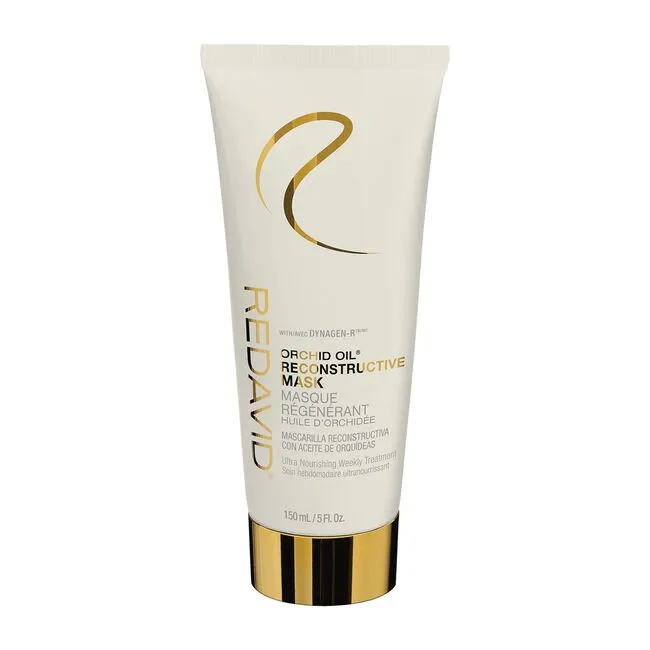 REDAVID®
WITH/AVEC DYNAGEN-R
ORCHID OIL®
RECONSTRUCTIVE
MASK
MASQUE
RÉGÉNÉRANT
HUILE D'ORCHIDÉE
MASCARILLA RECONSTRUCTIVA
CON ACEITE DE ORQUÍDEAS
Ultra Nourishing Weekly Treatment
Soin hebdomadaire ultranourrissant
150 mL / 5 Fl. Oz.